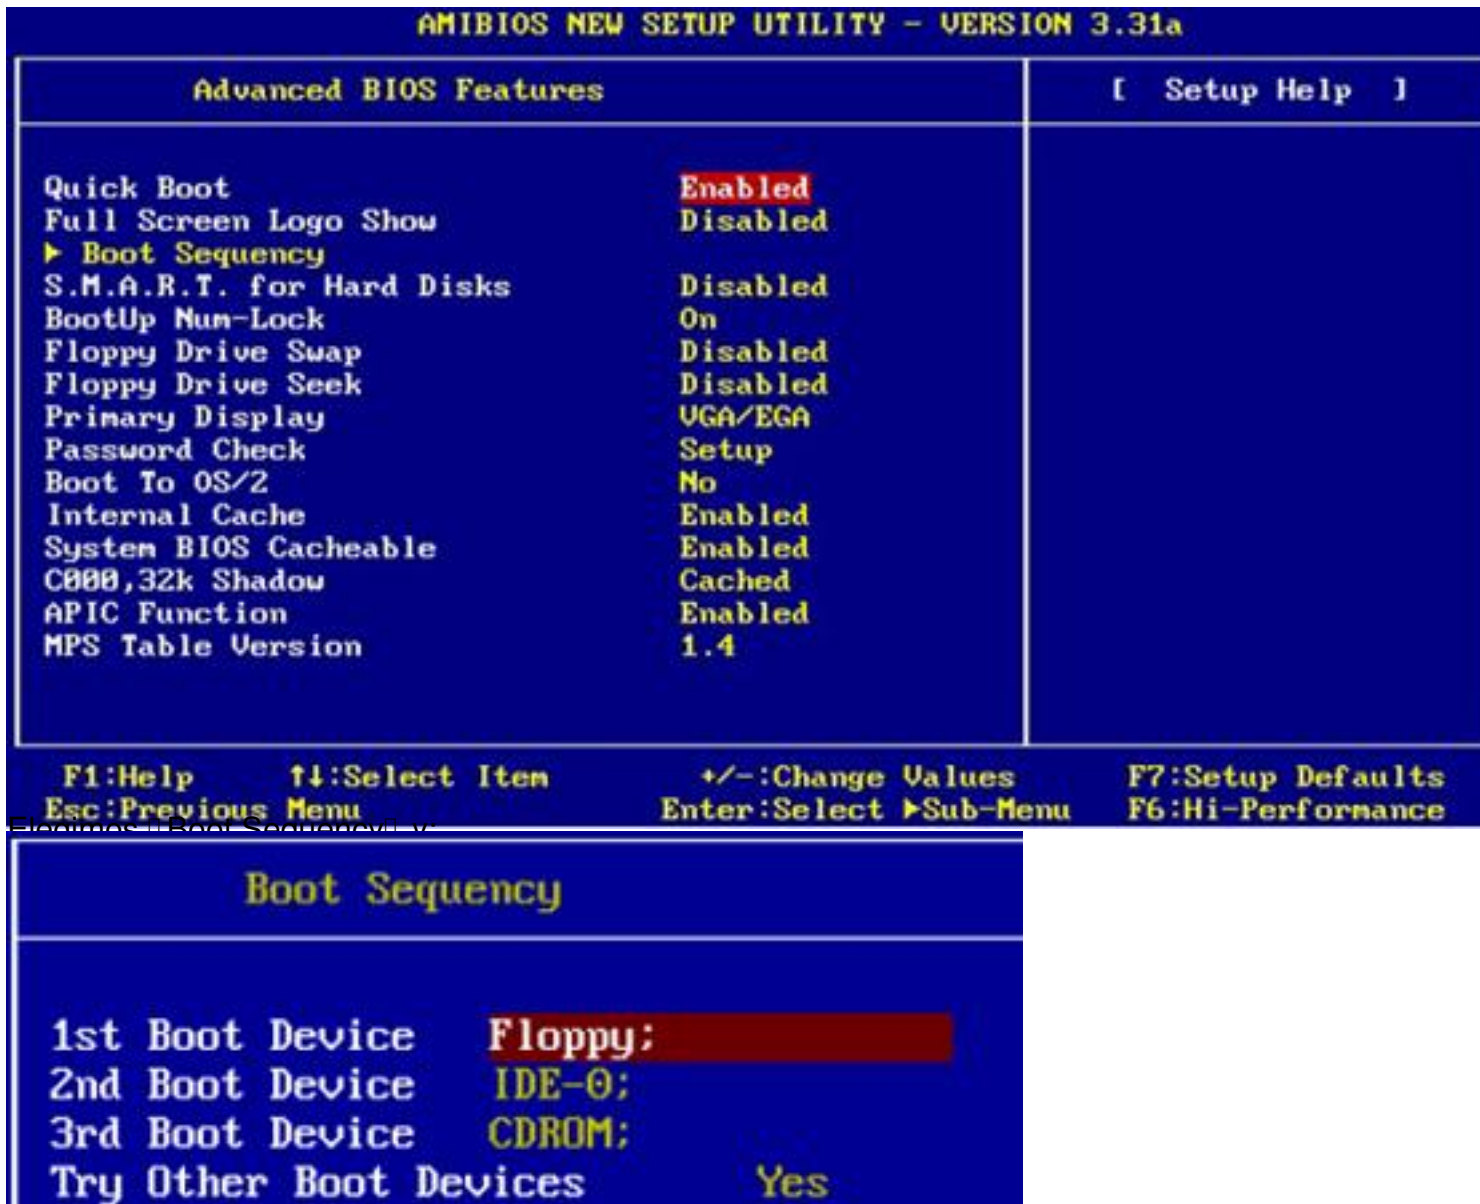 AMIBIOS NEW SETUP UTILITY - VERSION 3.31a
Advanced BIOS Features
[ Setup Help ]
Quick Boot Enabled
Full Screen Logo Show Disabled
▶ Boot Sequency
S.M.A.R.T. for Hard Disks Disabled
BootUp Num-Lock On
Floppy Drive Swap Disabled
Floppy Drive Seek Disabled
Primary Display VGA/EGA
Password Check Setup
Boot To OS/2 No
Internal Cache Enabled
System BIOS Cacheable Enabled
C000,32k Shadow Cached
APIC Function Enabled
MPS Table Version 1.4
F1:Help ↑↓:Select Item +/-:Change Values F7:Setup Defaults
Esc:Previous Menu Enter:Select ▶Sub-Menu F6:Hi-Performance
Elegimos Boot Sequency y:
Boot Sequency
1st Boot Device Floppy;
2nd Boot Device IDE-0;
3rd Boot Device CDROM;
Try Other Boot Devices Yes